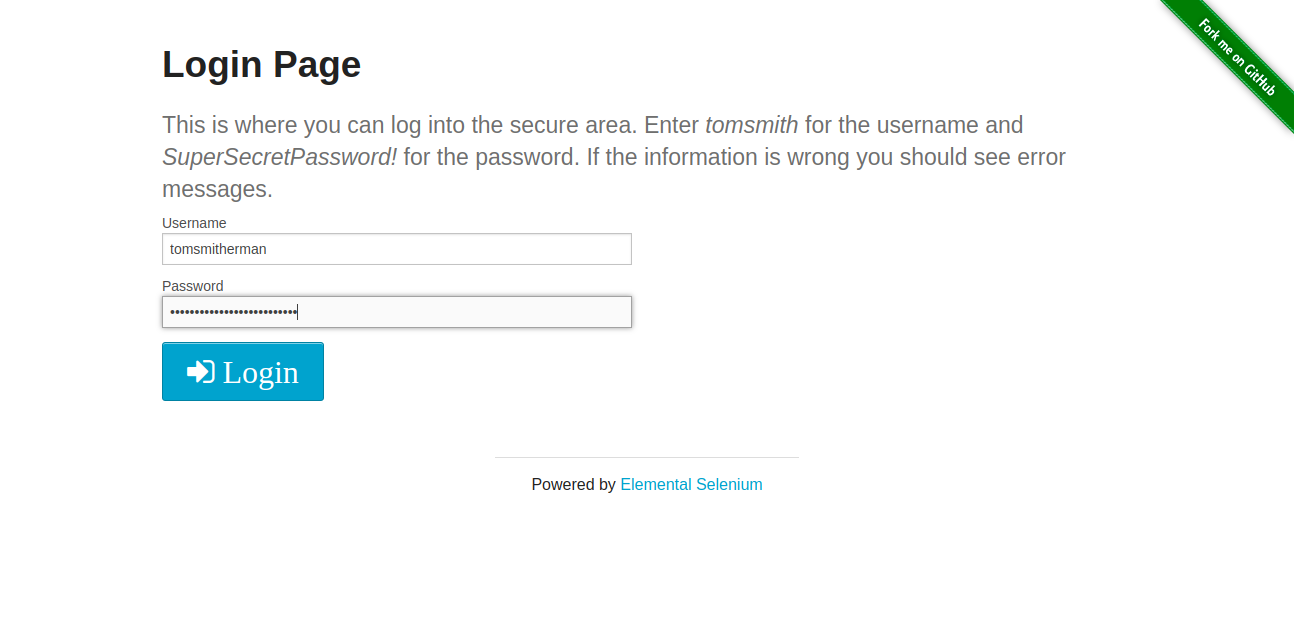 Fork me on GitHub
Login Page
This is where you can log into the secure area. Enter tomsmith for the username and
SuperSecretPassword! for the password. If the information is wrong you should see error
messages.
Username
tomsmitherman
Password
••••••••••••••••••••••••••
Login
Powered by Elemental Selenium